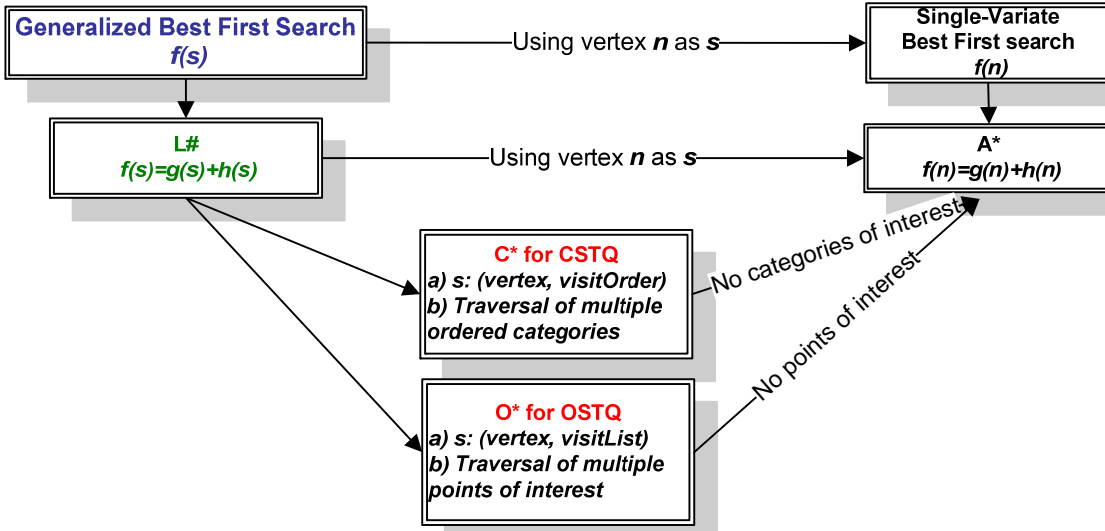 Generalized Best First Search
f(s)
Using vertex n as s
Single-Variate
Best First search
f(n)
L#
f(s)=g(s)+h(s)
Using vertex n as s
A*
f(n)=g(n)+h(n)
C* for CSTQ
a) s: (vertex, visitOrder)
b) Traversal of multiple
ordered categories
No categories of interest
O* for OSTQ
a) s: (vertex, visitList)
b) Traversal of multiple
points of interest
No points of interest